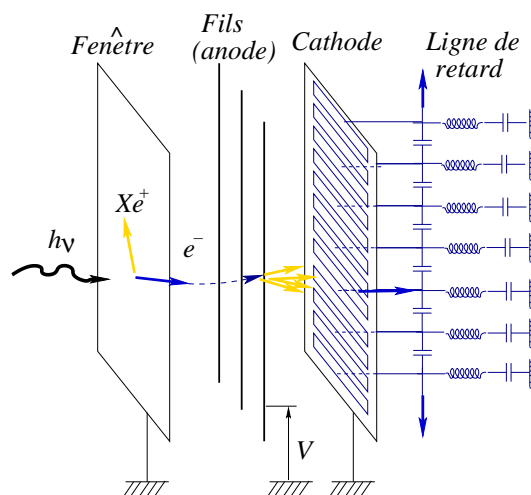 Fenêtre
Fils
(anode)
Cathode
Ligne de
retard
Xe+
hν
e−
V